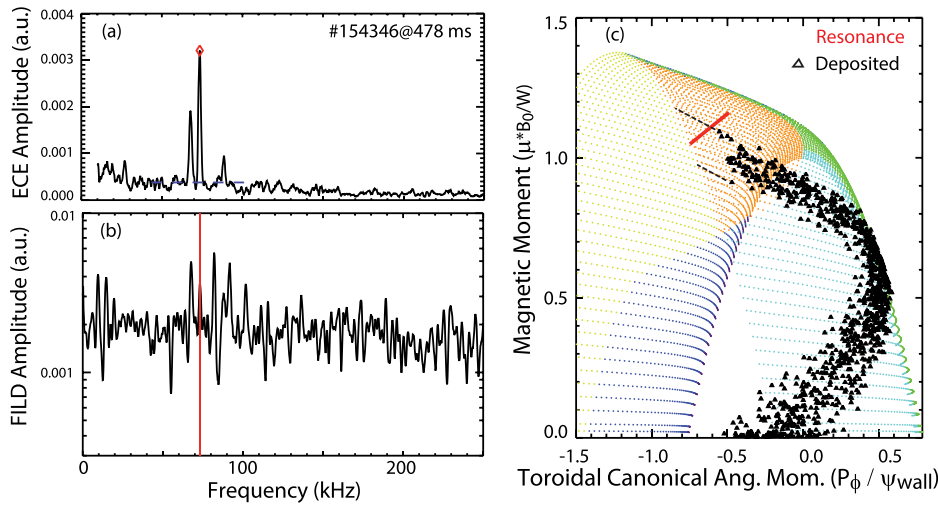 (a)
#154346@478 ms
ECE Amplitude (a.u.)
0.004
0.003
0.002
0.001
0.000
(b)
FILD Amplitude (a.u.)
0.01
0.001
0
100
200
Frequency (kHz)
(c)
Resonance
Deposited
Magnetic Moment (μ*B0/W)
1.5
1.0
0.5
0.0
-1.5
-1.0
-0.5
0.0
0.5
Toroidal Canonical Ang. Mom. (Pϕ / ψwall)